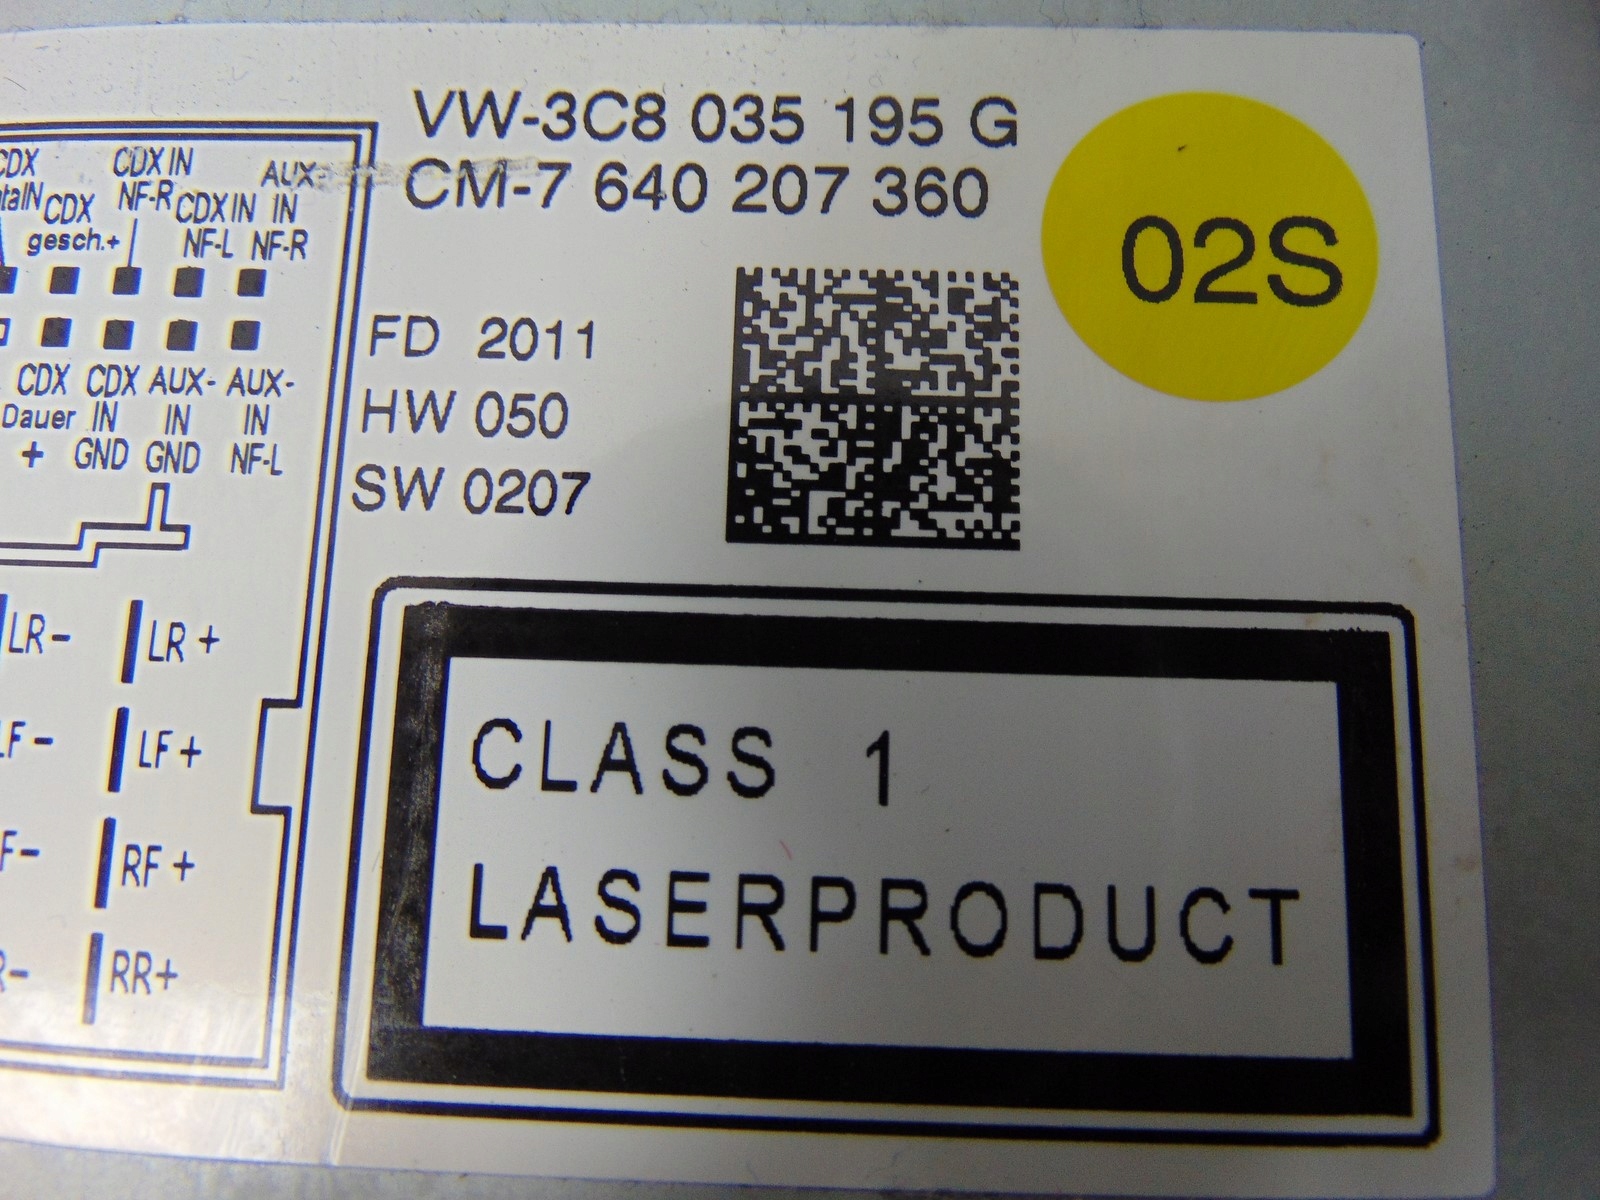 VW-3C8 035 195 G
CM-7 640 207 360
02S
FD 2011
HW 050
SW 0207
CLASS 1
LASERPRODUCT
CDX
CDX IN
AUX-
CDX
NF-R
CDX IN
IN
gesch.+
NF-L
NF-R
CDX
CDX
AUX-
AUX-
Dauer
IN
IN
IN
+
GND
GND
NF-L
LR-
LR +
LF-
LF+
RF +
RR+